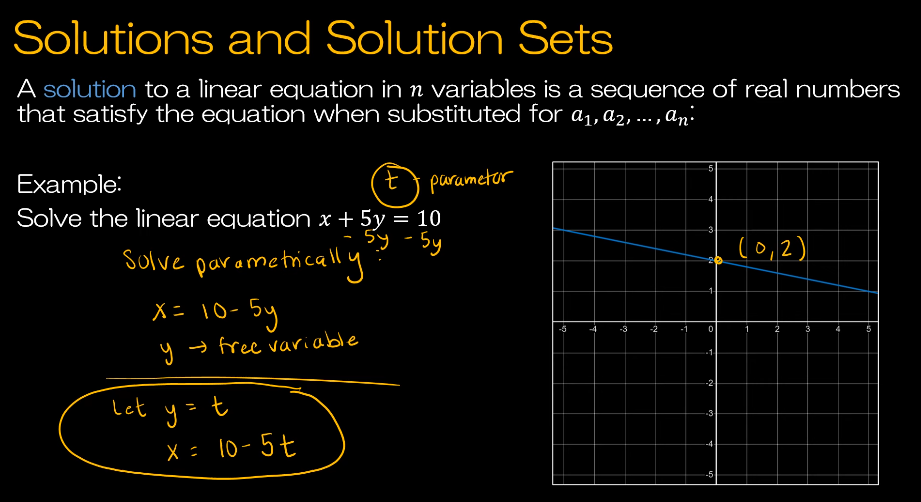 Solutions and Solution Sets
A solution to a linear equation in n variables is a sequence of real numbers
that satisfy the equation when substituted for a₁, a₂, …, aₙ:
Example:
t - parameter
Solve the linear equation x + 5y = 10
- 5y - 5y
Solve parametrically:
x = 10 - 5y
y → free variable
Let y = t
x = 10 - 5t
(0,2)
5
4
3
2
1
-5 -4 -3 -2 -1 0 1 2 3 4 5
-1
-2
-3
-4
-5